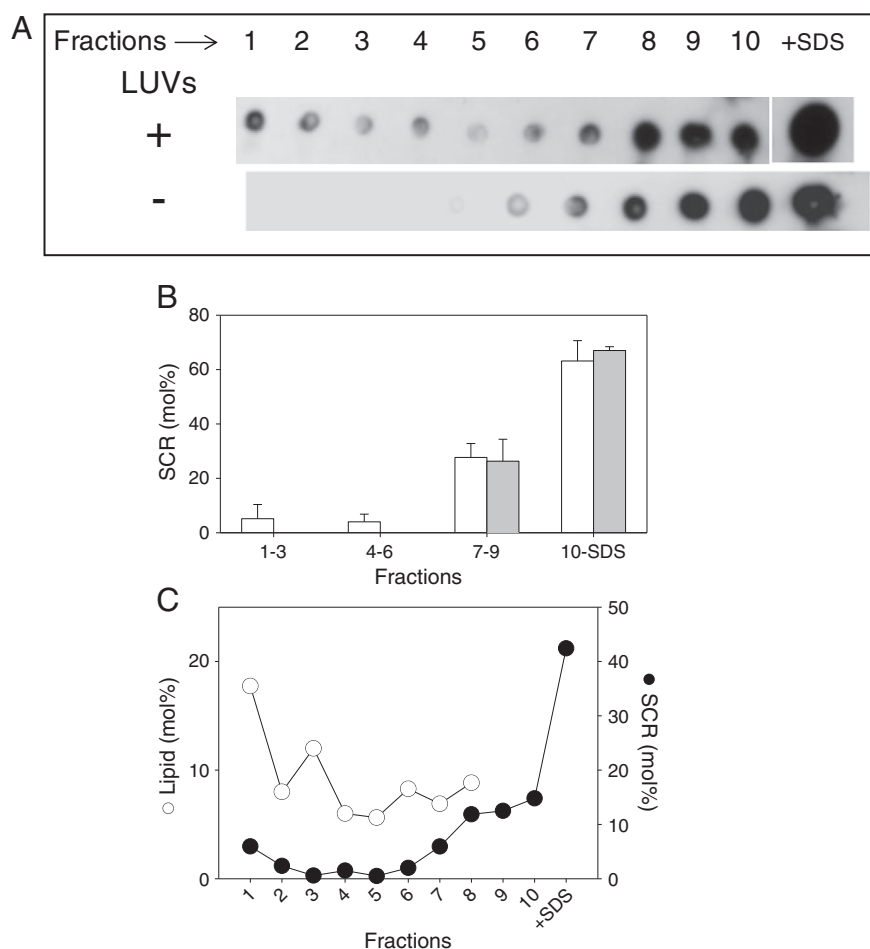 A
Fractions → 1 2 3 4 5 6 7 8 9 10 +SDS
LUVs
+
-
B
80
60
40
20
0
SCR (mol%)
1-3 4-6 7-9 10-SDS
Fractions
C
20
10
0
Lipid (mol%)
50
40
30
20
10
0
SCR (mol%)
1 2 3 4 5 6 7 8 9 10 +SDS
Fractions